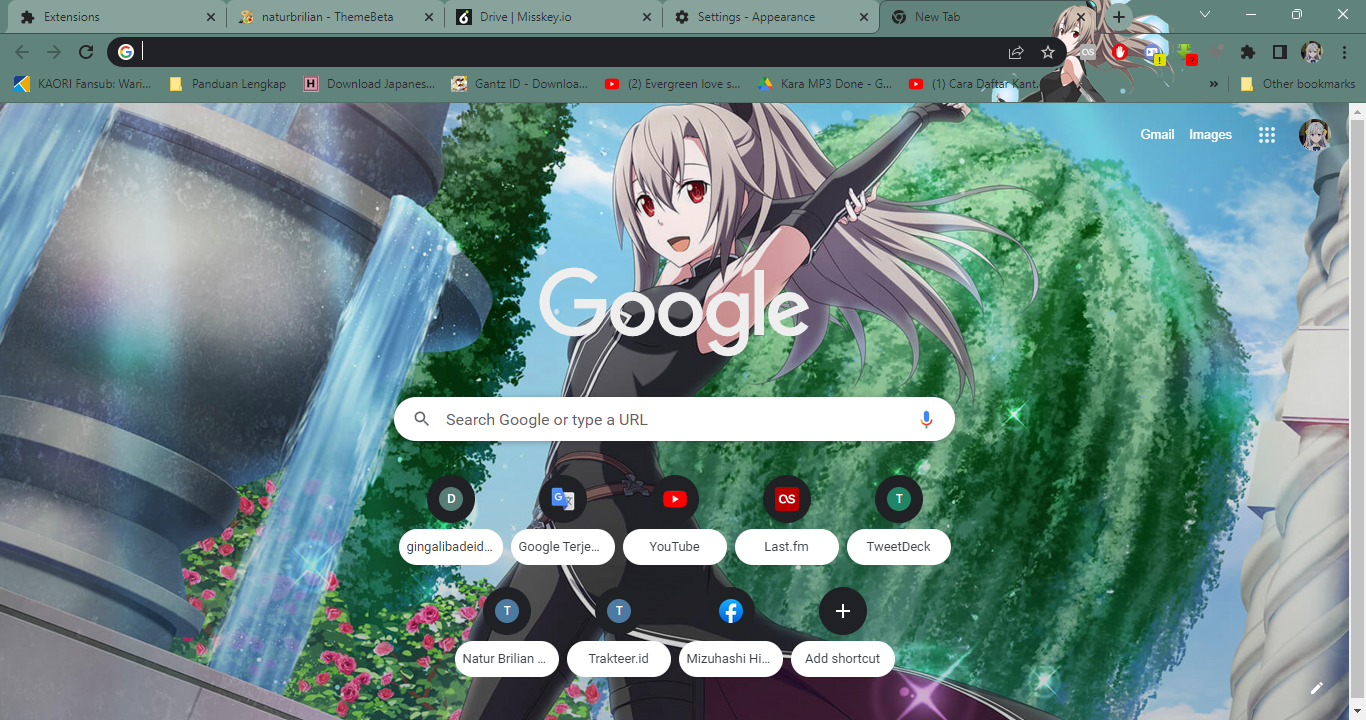 Extensions
naturbrilian - ThemeBeta
Drive | Misskey.io
Settings - Appearance
New Tab
KAORI Fansub: Wari...
Panduan Lengkap
H Download Japanes...
Gantz ID - Downloa...
(2) Evergreen love s...
Kara MP3 Done - G...
(1) Cara Daftar Kant...
»
Other bookmarks
Gmail Images
Google
Search Google or type a URL
D
T
gingalibadeid...
Google Terje...
YouTube
Last.fm
TweetDeck
T
T
Natur Brilian ...
Trakteer.id
Mizuhashi Hi...
Add shortcut